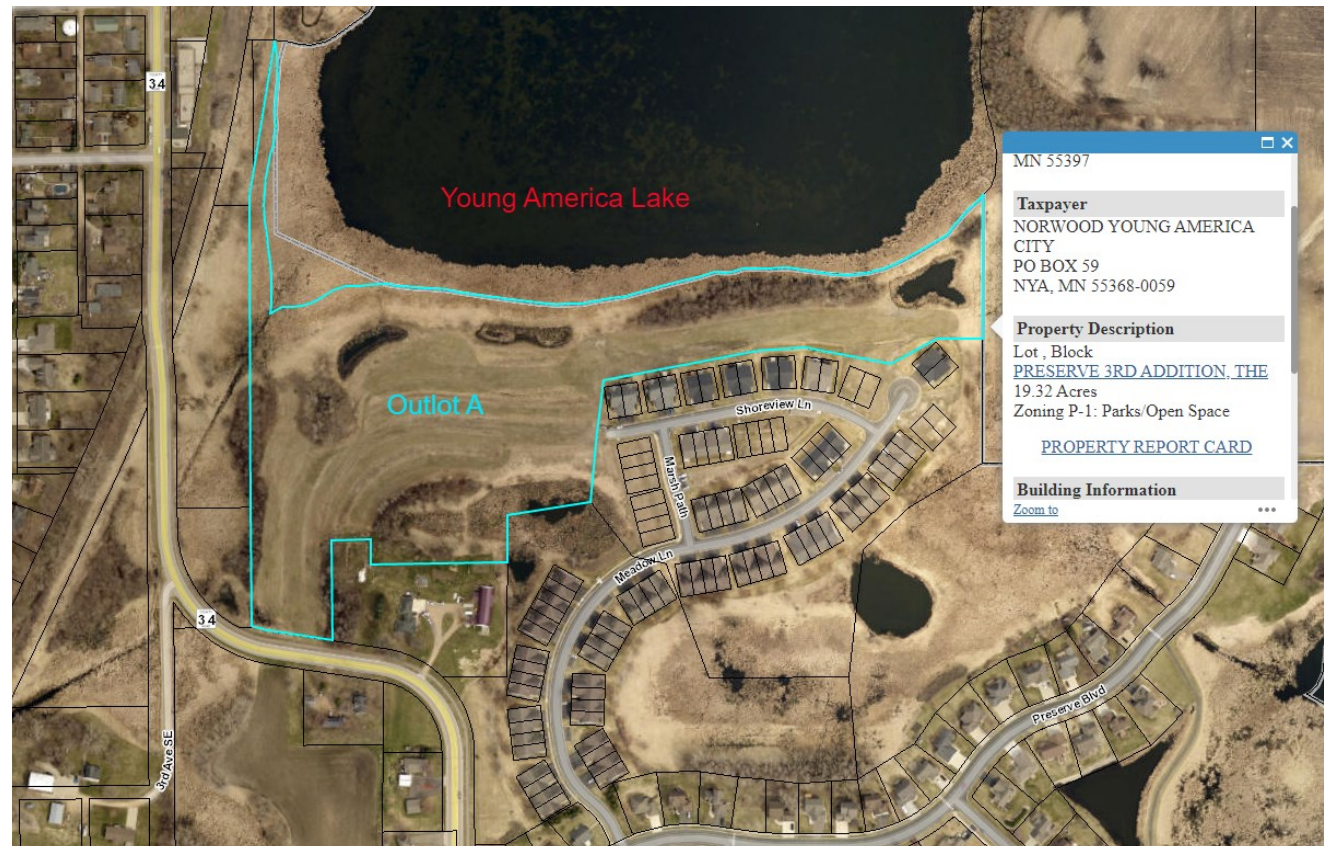 34
Young America Lake
MN 55397
Taxpayer
NORWOOD YOUNG AMERICA
CITY
PO BOX 59
NYA, MN 55368-0059
Property Description
Lot , Block
PRESERVE 3RD ADDITION, THE
19.32 Acres
Zoning P-1: Parks/Open Space
PROPERTY REPORT CARD
Building Information
Zoom to
Outlot A
Shoreview Ln
Marsh Path
Meadow Ln
34
Preserve Blvd
3rd Ave SE